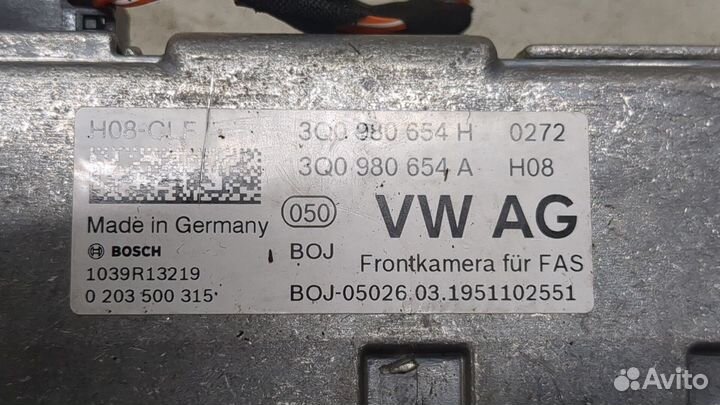 H08-CLF
3Q0 980 654 H 0272
3Q0 980 654 A H08
Made in Germany
050
VW AG
BOSCH
BOJ
Frontkamera für FAS
1039R13219
0 203 500 315
BOJ-05026.03.1951102551
Avito